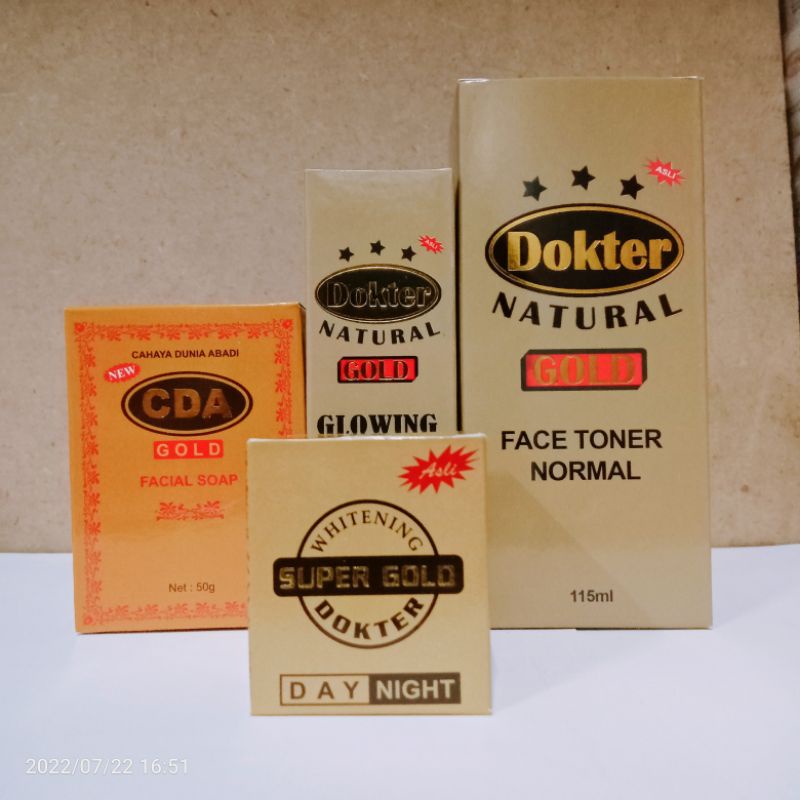 CAHAYA DUNIA ABADI
NEW
CDA
GOLD
FACIAL SOAP
Net : 50g
ASLI
Dokter
NATURAL
GOLD
GLOWING
Asli
WHITENING
SUPER GOLD
DOKTER
DAY NIGHT
ASLI
Dokter
NATURAL
GOLD
FACE TONER
NORMAL
115ml
2022/07/22 16:51